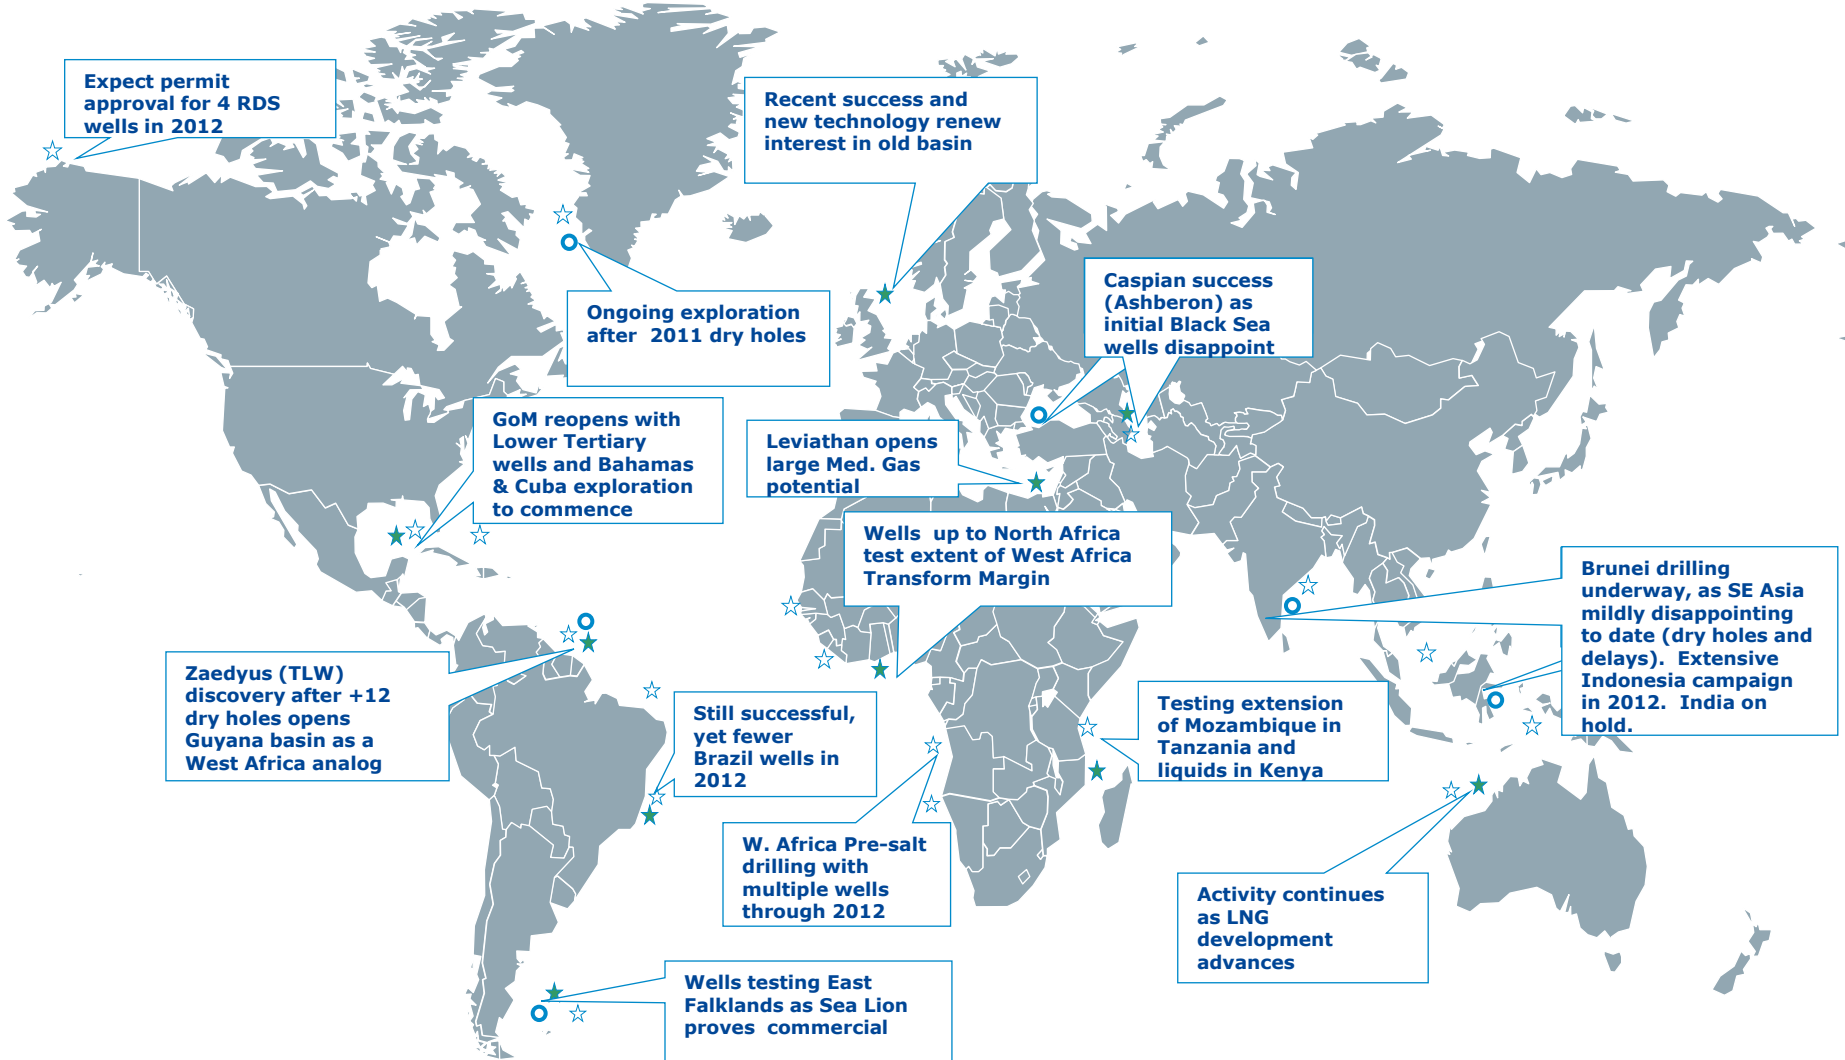 Expect permit
approval for 4 RDS
wells in 2012
Recent success and
new technology renew
interest in old basin
Ongoing exploration
after 2011 dry holes
Caspian success
(Ashberon) as
initial Black Sea
wells disappoint
GoM reopens with
Lower Tertiary
wells and Bahamas
& Cuba exploration
to commence
Leviathan opens
large Med. Gas
potential
Wells up to North Africa
test extent of West Africa
Transform Margin
Brunei drilling
underway, as SE Asia
mildly disappointing
to date (dry holes and
delays). Extensive
Indonesia campaign
in 2012. India on
hold.
Zaedyus (TLW)
discovery after +12
dry holes opens
Guyana basin as a
West Africa analog
Still successful,
yet fewer
Brazil wells in
2012
Testing extension
of Mozambique in
Tanzania and
liquids in Kenya
W. Africa Pre-salt
drilling with
multiple wells
through 2012
Activity continues
as LNG
development
advances
Wells testing East
Falklands as Sea Lion
proves commercial